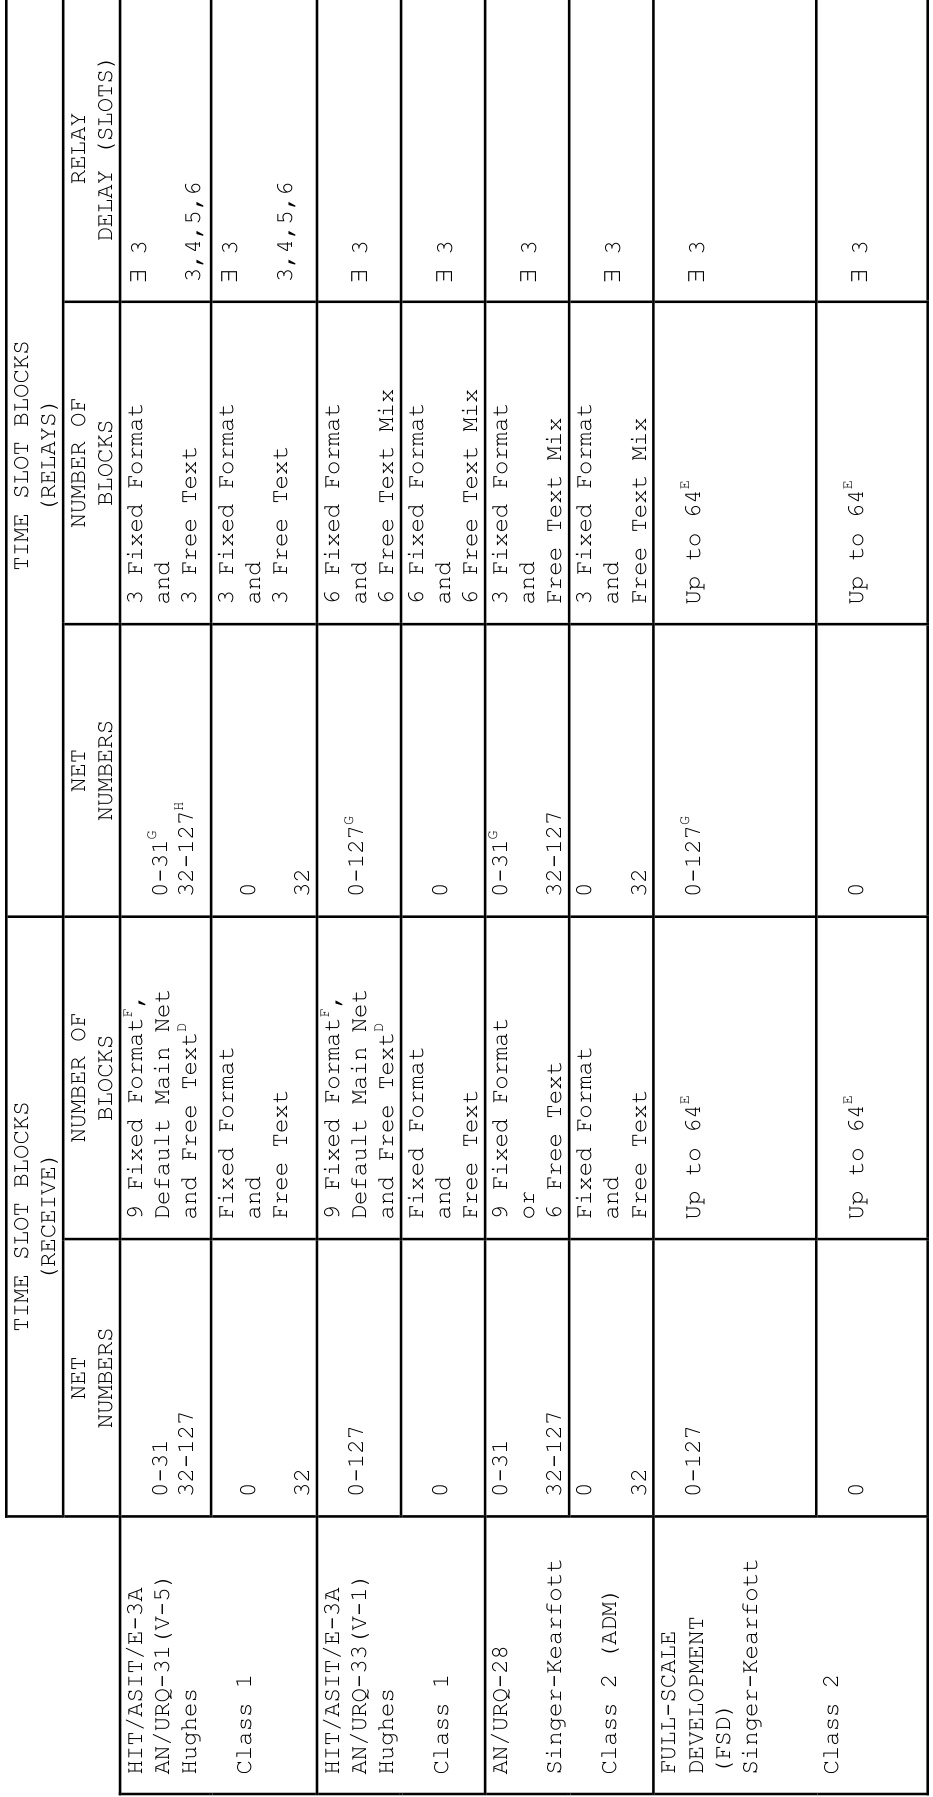 TIME SLOT BLOCKS
(RECEIVE)
TIME SLOT BLOCKS
(RELAYS)
NET
NUMBERS
NUMBER OF
BLOCKS
NET
NUMBERS
NUMBER OF
BLOCKS
RELAY
DELAY (SLOTS)
HIT/ASIT/E-3A
AN/URQ-31(V-5)
Hughes
Class 1
0-31
32-127
9 Fixed Format^F,
Default Main Net
and Free Text^D
0-31^G
32-127^H
3 Fixed Format
and
3 Free Text
∃ 3
3,4,5,6
0
32
Fixed Format
and
Free Text
0
32
3 Fixed Format
and
3 Free Text
∃ 3
3,4,5,6
HIT/ASIT/E-3A
AN/URQ-33(V-1)
Hughes
Class 1
0-127
9 Fixed Format^F,
Default Main Net
and Free Text^D
0-127^G
6 Fixed Format
and
6 Free Text Mix
∃ 3
0
Fixed Format
and
Free Text
0
6 Fixed Format
and
6 Free Text Mix
∃ 3
AN/URQ-28
Singer-Kearfott
Class 2 (ADM)
0-31
32-127
9 Fixed Format
or
6 Free Text
0-31^G
32-127
3 Fixed Format
and
Free Text Mix
∃ 3
0
32
Fixed Format
and
Free Text
0
32
3 Fixed Format
and
Free Text Mix
∃ 3
FULL-SCALE
DEVELOPMENT
(FSD)
Singer-Kearfott
Class 2
0-127
Up to 64^E
0-127^G
Up to 64^E
∃ 3
0
Up to 64^E
0
Up to 64^E
∃ 3